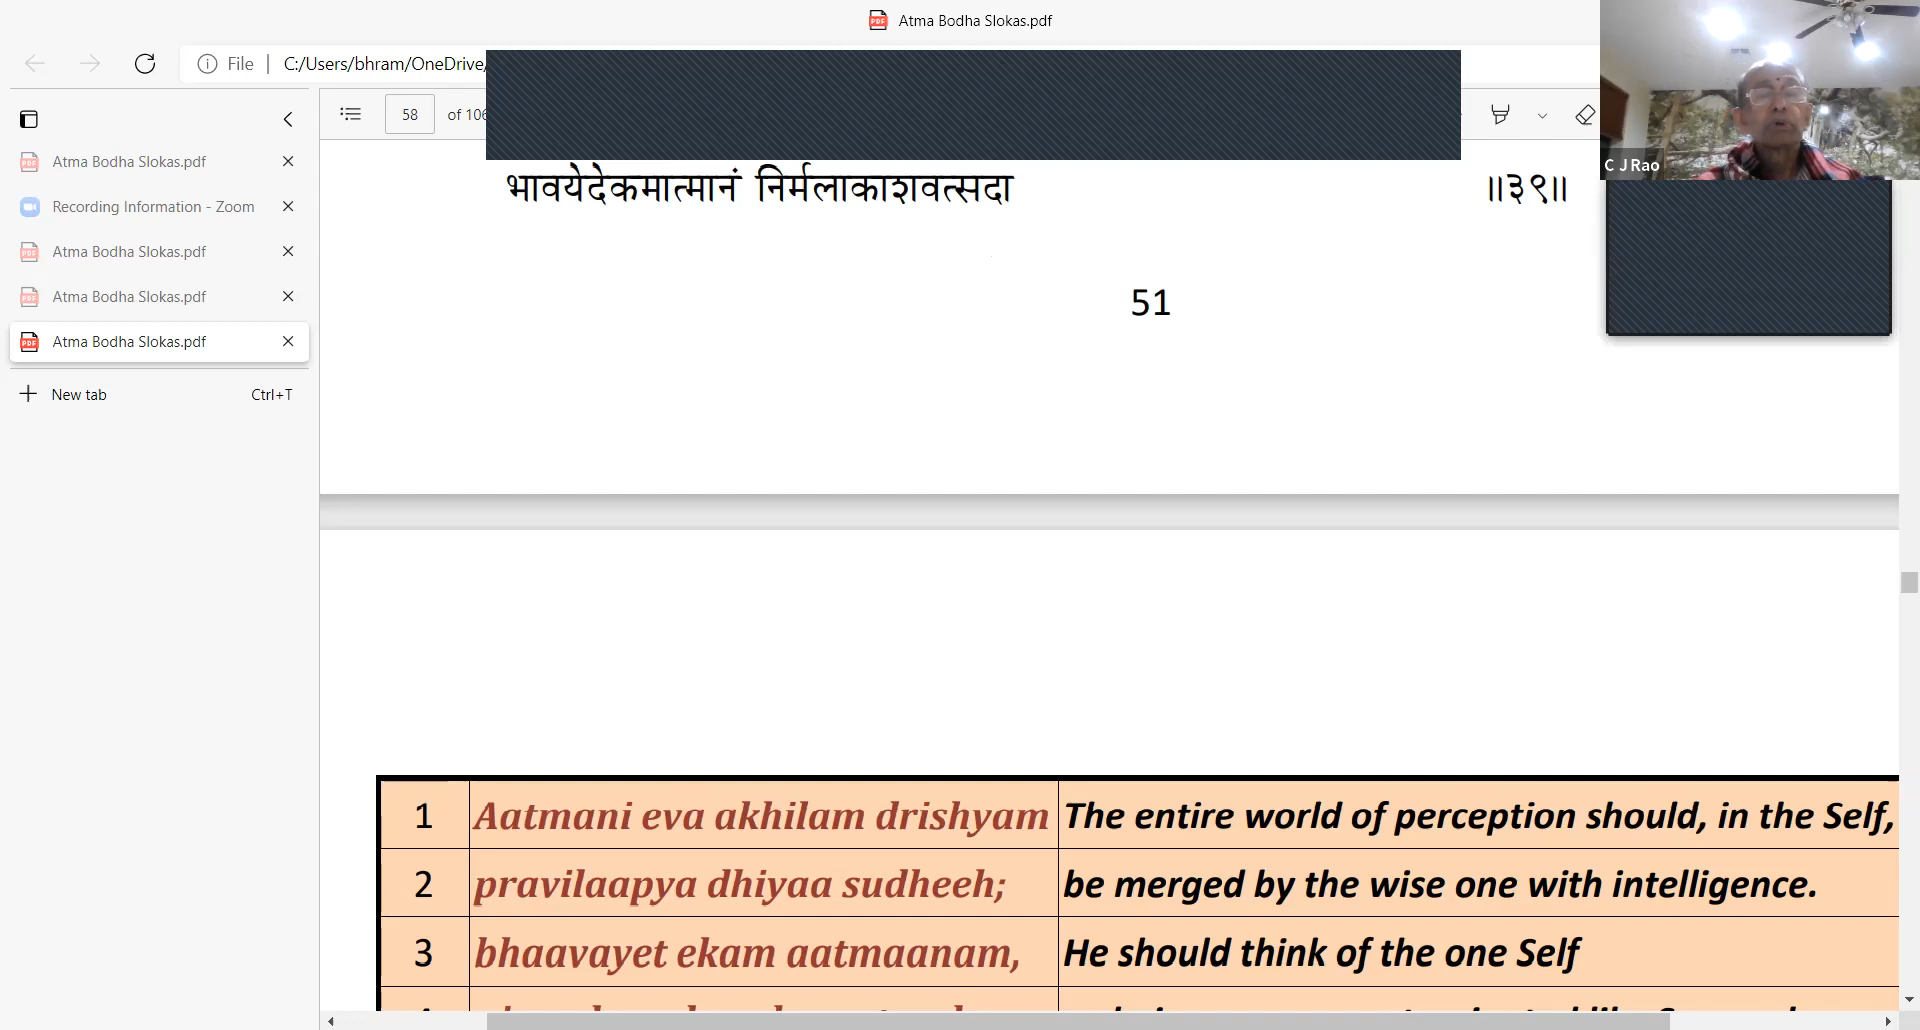 Atma Bodha Slokas.pdf
File | C:/Users/bhram/OneDrive/
C J Rao
58 of 106
Atma Bodha Slokas.pdf
Recording Information - Zoom
Atma Bodha Slokas.pdf
Atma Bodha Slokas.pdf
Atma Bodha Slokas.pdf
New tab Ctrl+T
भावयेदेकमात्मानं निर्मलाकाशवत्सदा ॥३९॥
51
1 Aatmani eva akhilam drishyam The entire world of perception should, in the Self,
2 pravilaapya dhiyaa sudheeh; be merged by the wise one with intelligence.
3 bhaavayet ekam aatmaanam, He should think of the one Self